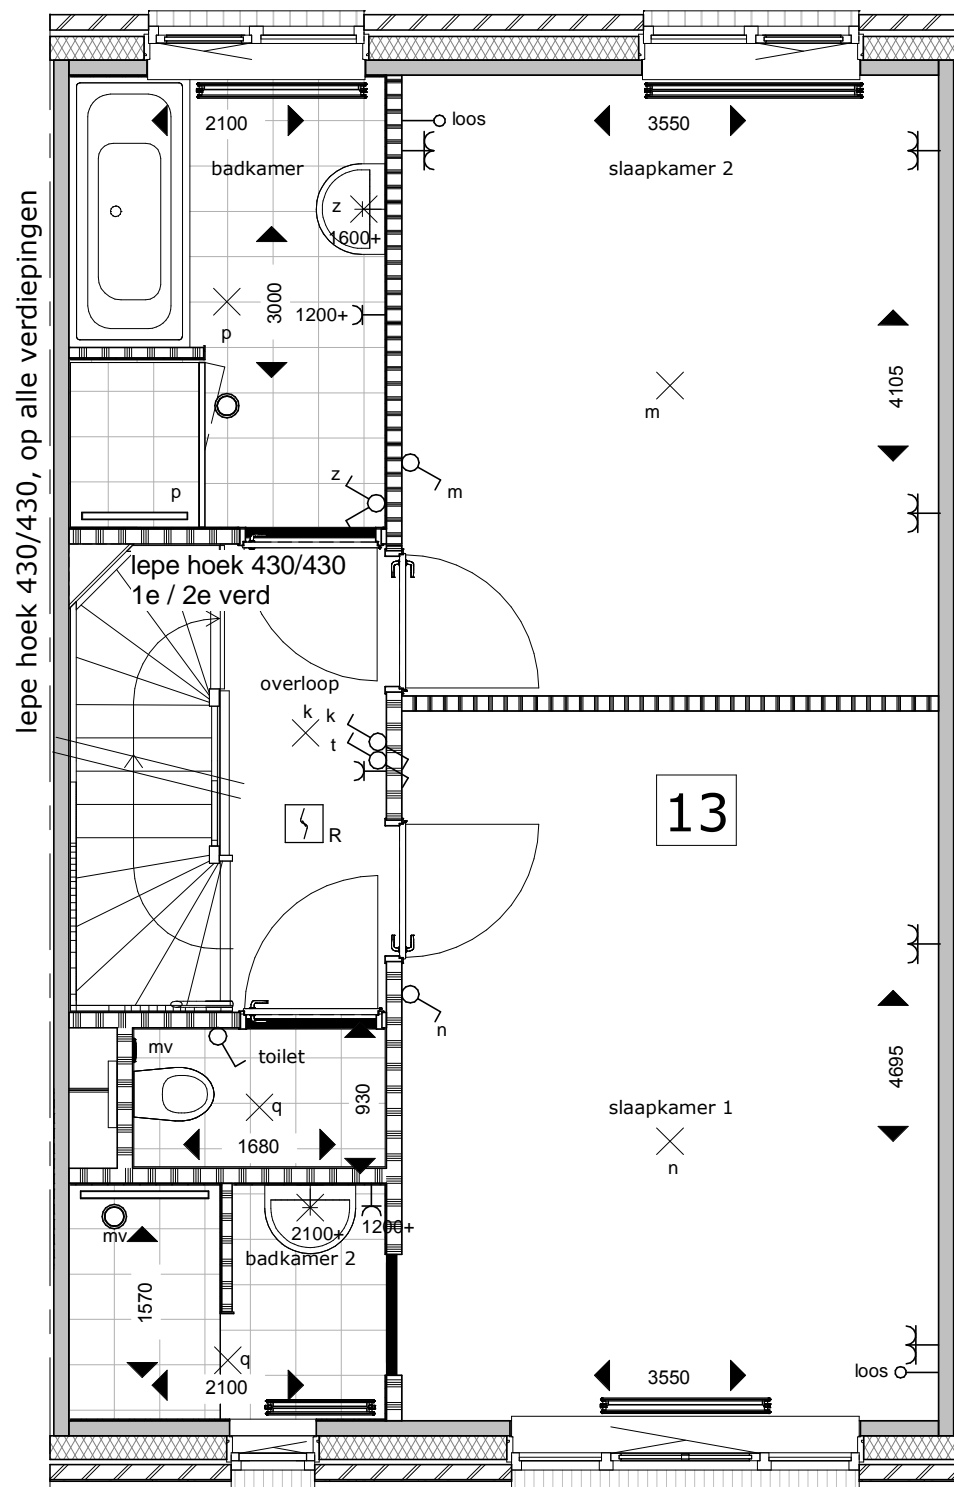 2100
loos
3550
badkamer
slaapkamer 2
z
1600+
3000
1200+
p
4105
m
p
z
m
Iepe hoek 430/430, op alle verdiepingen
Iepe hoek 430/430
1e / 2e verd
overloop
k
k
t
R
13
n
mv
toilet
q
930
1680
4695
slaapkamer 1
n
mv
2100+
1200+
badkamer 2
1570
q
2100
3550
loos